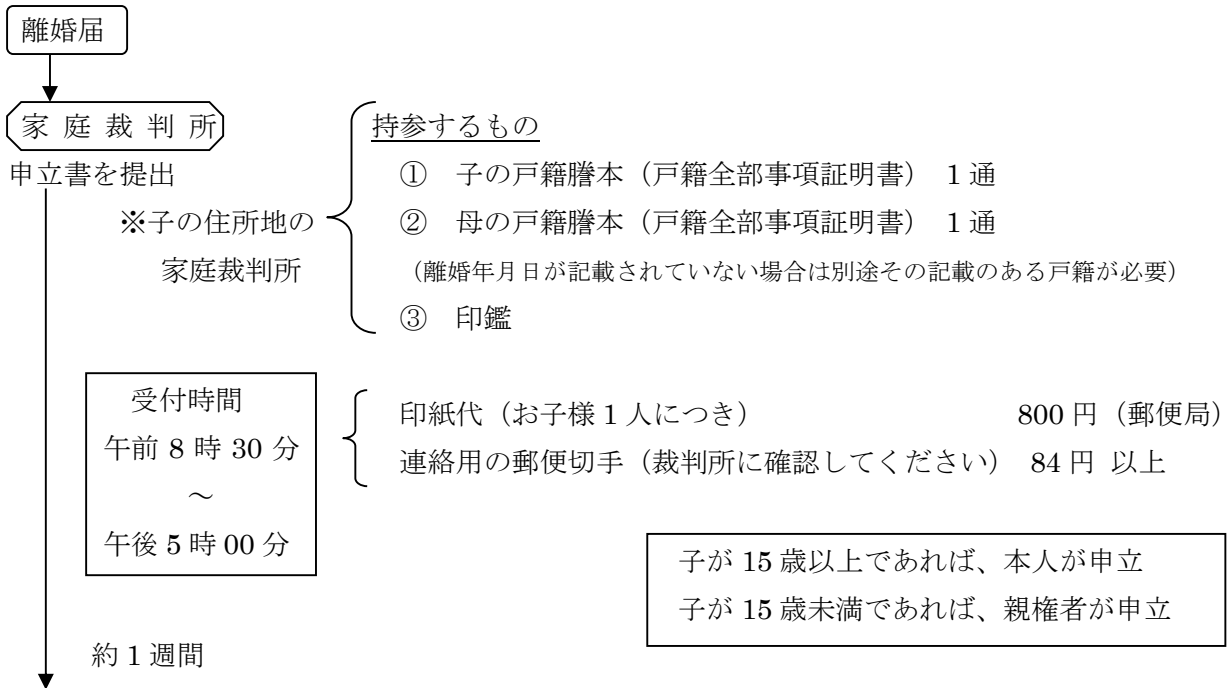 離婚届
家 庭 裁 判 所
申立書を提出
※子の住所地の
家庭裁判所
持参するもの
① 子の戸籍謄本（戸籍全部事項証明書） 1 通
② 母の戸籍謄本（戸籍全部事項証明書） 1 通
（離婚年月日が記載されていない場合は別途その記載のある戸籍が必要）
③ 印鑑
受付時間
午前 8 時 30 分
～
午後 5 時 00 分
印紙代（お子様 1 人につき） 800 円（郵便局）
連絡用の郵便切手（裁判所に確認してください） 84 円 以上
子が 15 歳以上であれば、本人が申立
子が 15 歳未満であれば、親権者が申立
約 1 週間